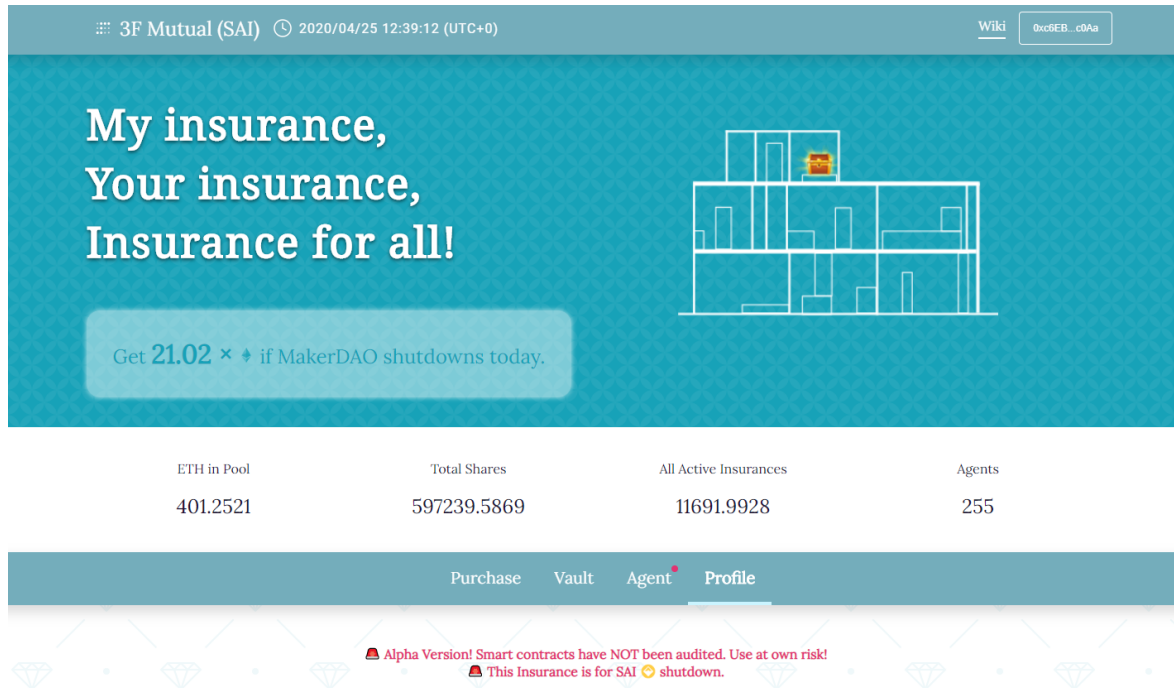 3F Mutual (SAI) 2020/04/25 12:39:12 (UTC+0) Wiki 0xc6EB...c0Aa
My insurance,
Your insurance,
Insurance for all!
Get 21.02 × if MakerDAO shutdowns today.
ETH in Pool Total Shares All Active Insurances Agents
401.2521 597239.5869 11691.9928 255
Purchase Vault Agent Profile
Alpha Version! Smart contracts have NOT been audited. Use at own risk!
This Insurance is for SAI shutdown.